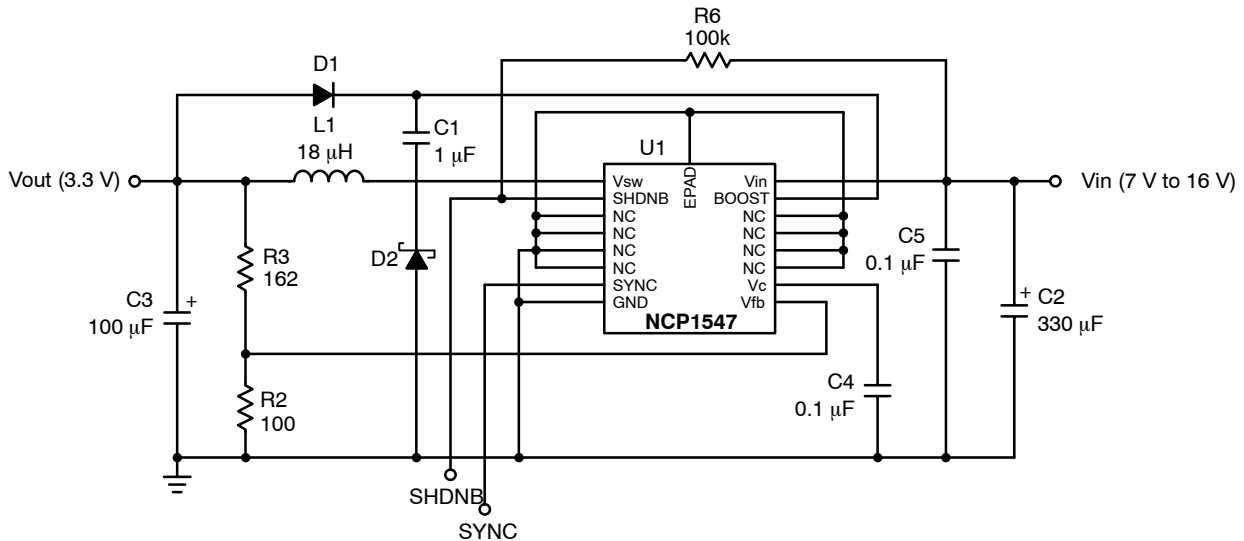 R6
100k
D1
L1
18 μH
C1
1 μF
U1
Vout (3.3 V)
Vin (7 V to 16 V)
Vsw
SHDNB
NC
NC
NC
NC
SYNC
GND
EPAD
Vin
BOOST
NC
NC
NC
NC
Vc
Vfb
NCP1547
D2
R3
162
C3
+
100 μF
R2
100
C5
0.1 μF
+
C2
330 μF
C4
0.1 μF
SHDNB
SYNC